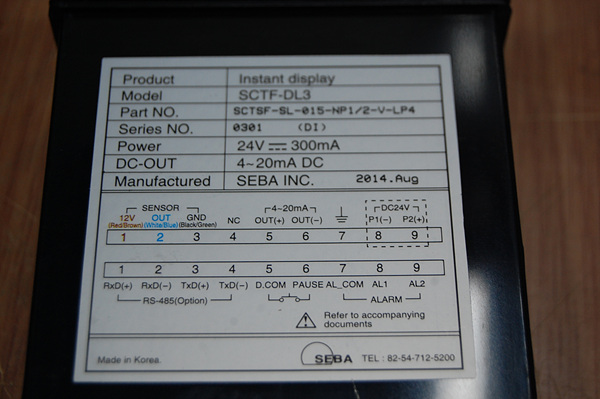 Product Instant display
Model SCTF-DL3
Part NO. SCTSF-SL-015-NP1/2-V-LP4
Series NO. 0301 (DI)
Power 24V⎓300mA
DC-OUT 4~20mA DC
Manufactured SEBA INC. 2014.Aug
SENSOR 4~20mA DC24V
12V OUT GND NC OUT(+) OUT(-) ⏚ P1(-) P2(+)
(Red/Brown) (White/Blue) (Black/Green)
1 2 3 4 5 6 7 8 9
1 2 3 4 5 6 7 8 9
RxD(+) RxD(-) TxD(+) TxD(-) D.COM PAUSE AL_COM AL1 AL2
RS-485(Option) ALARM
Refer to accompanying
documents
Made in Korea. SEBA TEL : 82-54-712-5200